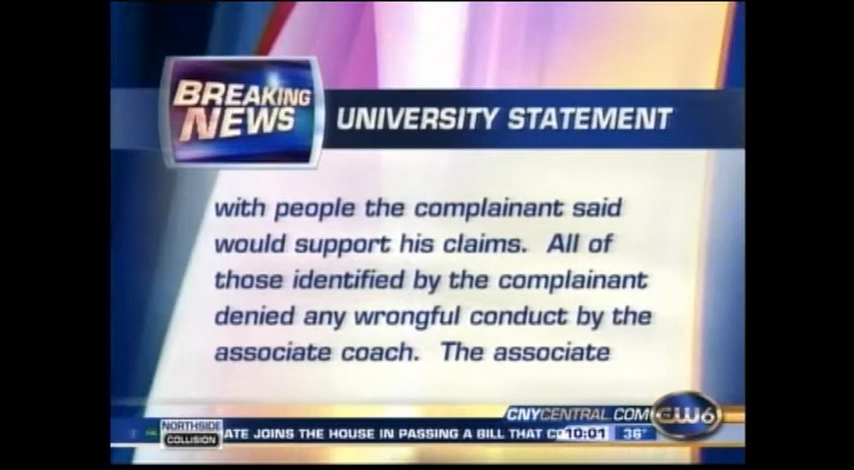 BREAKING
NEWS
UNIVERSITY STATEMENT
with people the complainant said
would support his claims. All of
those identified by the complainant
denied any wrongful conduct by the
associate coach. The associate
CNYCENTRAL.COM
CW6
NORTHSIDE
COLLISION
ATE JOINS THE HOUSE IN PASSING A BILL THAT
10:01
36°